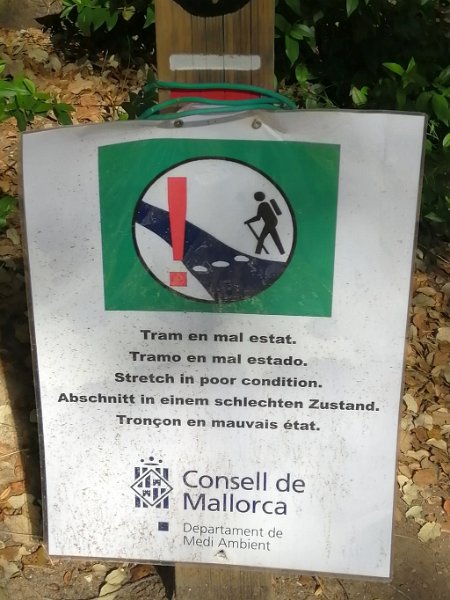 !
Tram en mal estat.
Tramo en mal estado.
Stretch in poor condition.
Abschnitt in einem schlechten Zustand.
Tronçon en mauvais état.
Consell de
Mallorca
Departament de
Medi Ambient